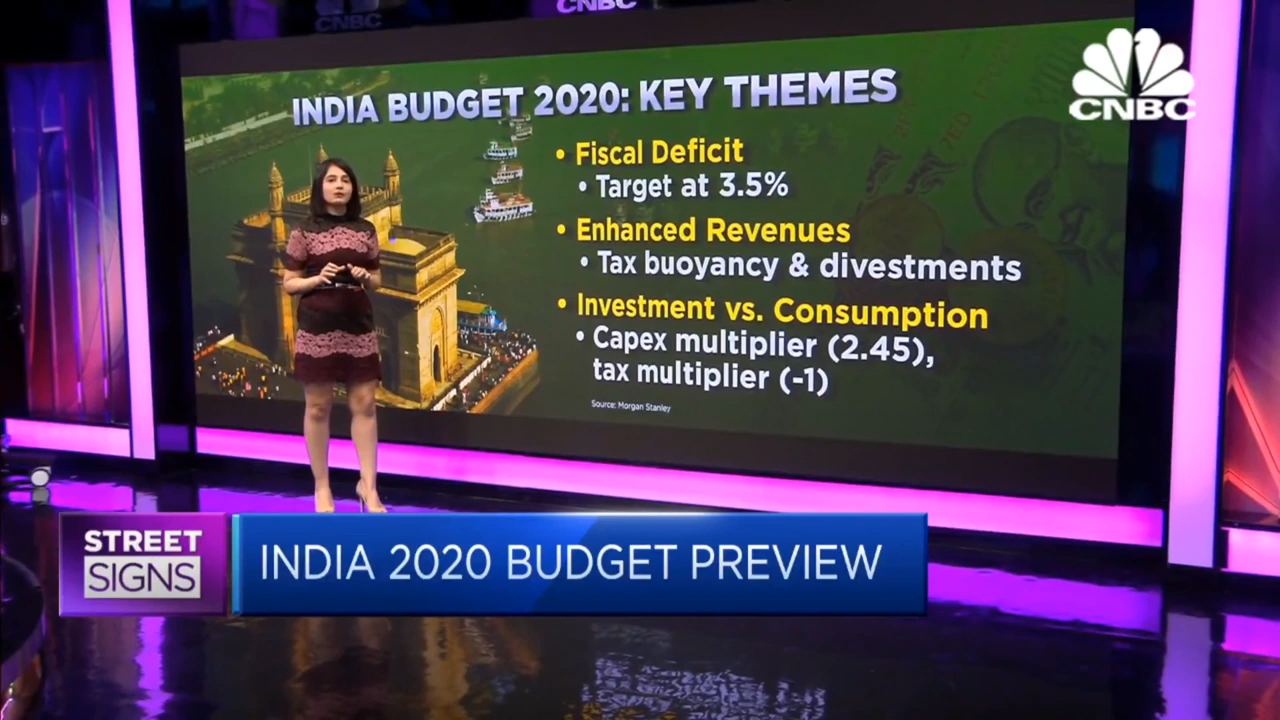 CNBC
CNBC
CNBC
INDIA BUDGET 2020: KEY THEMES
• Fiscal Deficit
• Target at 3.5%
• Enhanced Revenues
• Tax buoyancy & divestments
• Investment vs. Consumption
• Capex multiplier (2.45),
tax multiplier (-1)
Source: Morgan Stanley
STREET
SIGNS
INDIA 2020 BUDGET PREVIEW